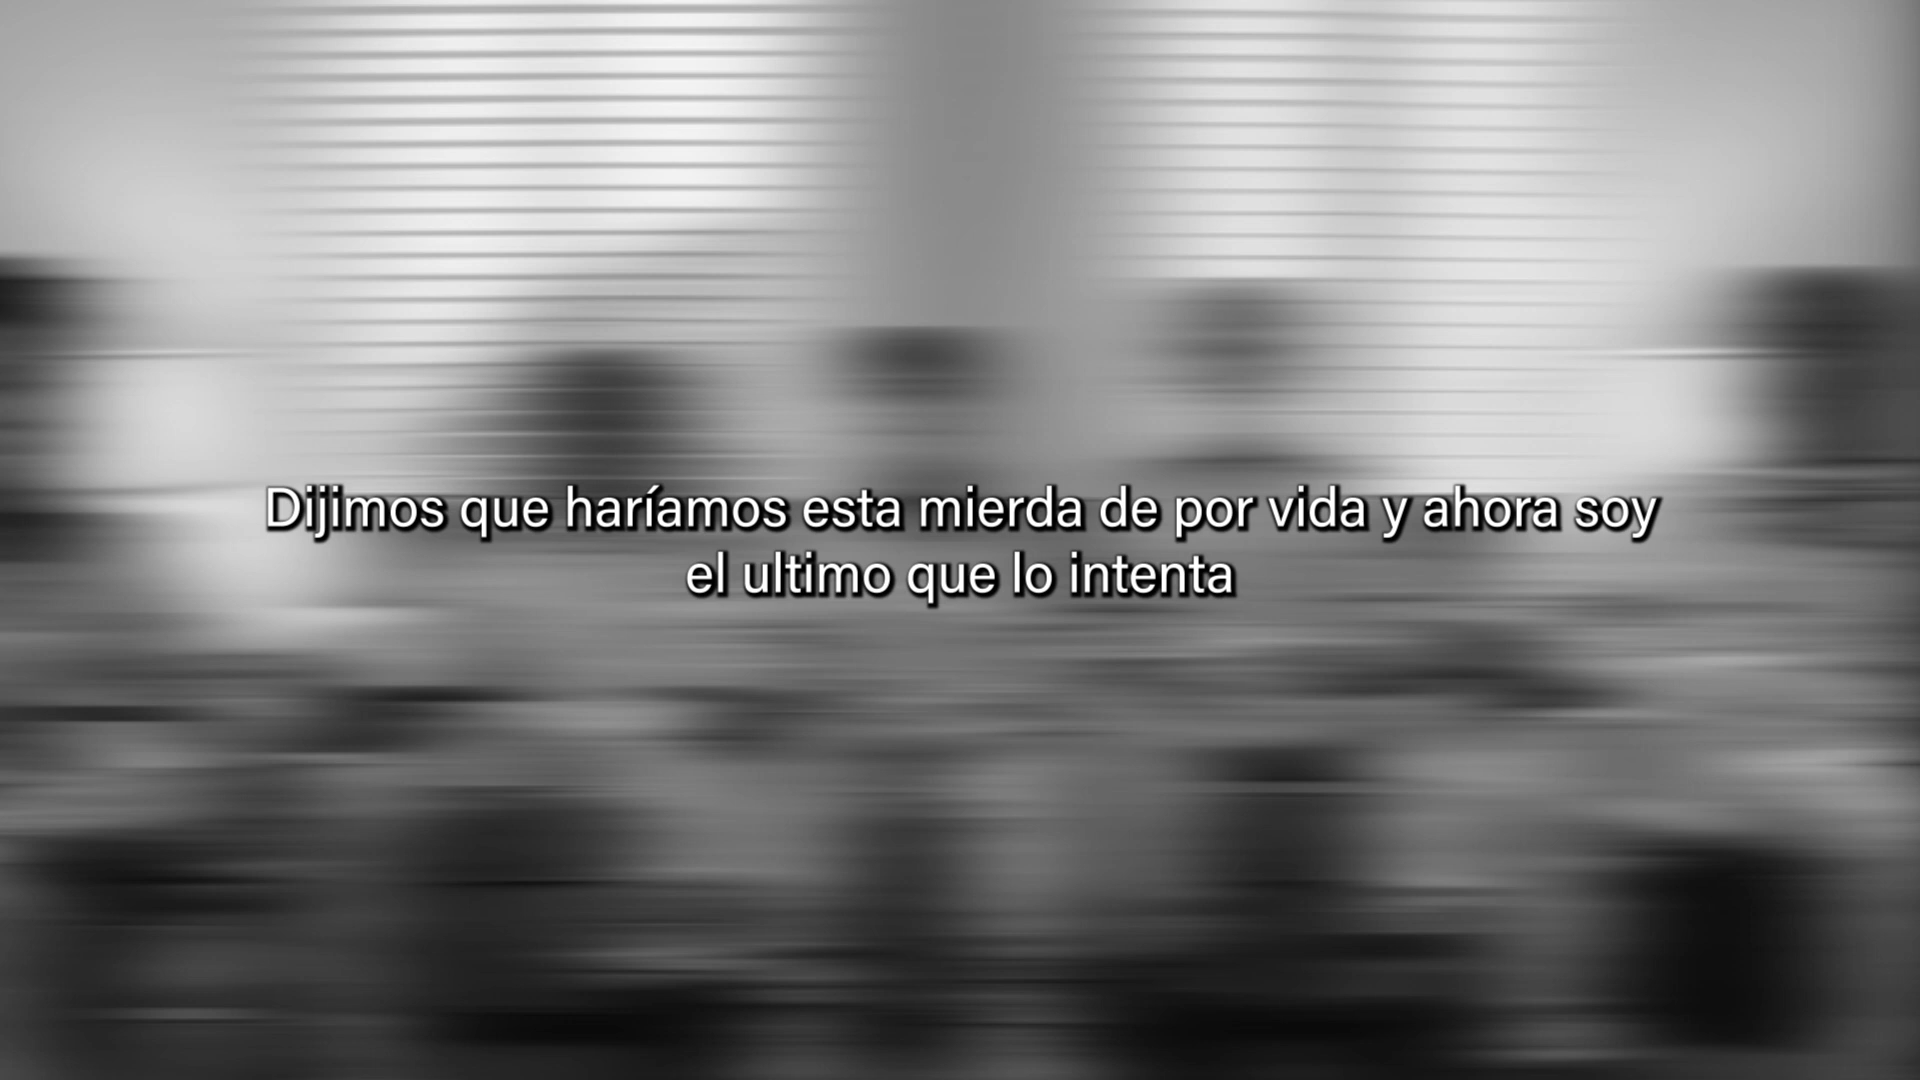 Dijimos que haríamos esta mierda de por vida y ahora soy
el ultimo que lo intenta